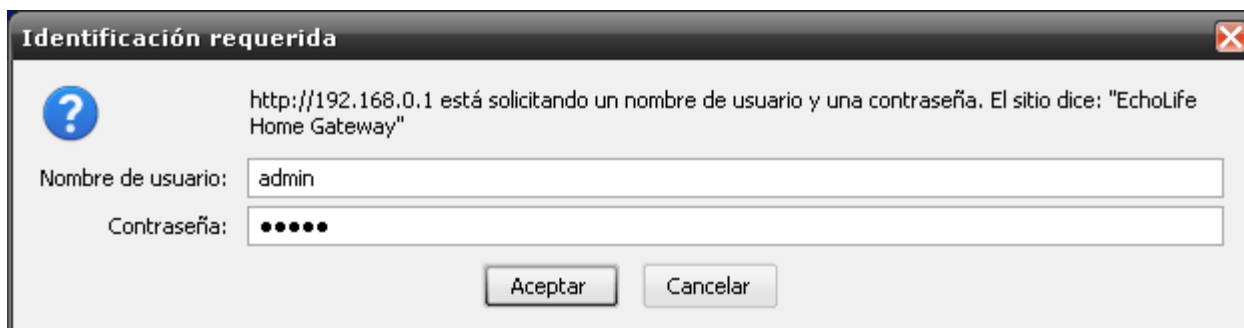 Identificación requerida
http://192.168.0.1 está solicitando un nombre de usuario y una contraseña. El sitio dice: "EchoLife
Home Gateway"
Nombre de usuario: admin
Contraseña: •••••
Aceptar Cancelar